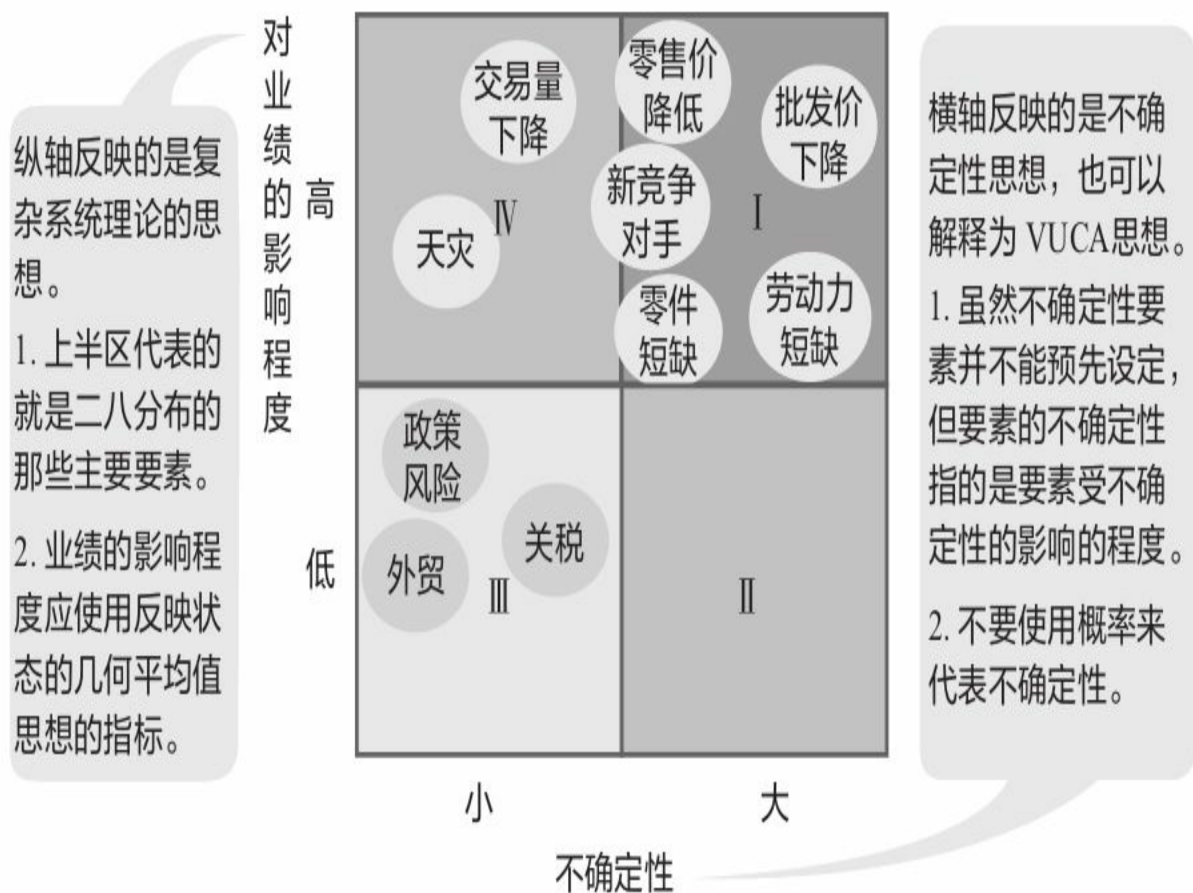 对业绩的影响程度
高
低
纵轴反映的是复
杂系统理论的思
想。
1. 上半区代表的
就是二八分布的
那些主要要素。
2. 业绩的影响程
度应使用反映状
态的几何平均值
思想的指标。
交易量
下降
天灾
Ⅳ
零售价
降低
批发价
下降
新竞争
对手
Ⅰ
零件
短缺
劳动力
短缺
政策
风险
外贸
关税
Ⅲ
Ⅱ
小
大
不确定性
横轴反映的是不确
定性思想，也可以
解释为 VUCA思想。
1. 虽然不确定性要
素并不能预先设定，
但要素的不确定性
指的是要素受不确
定性的影响的程度。
2. 不要使用概率来
代表不确定性。